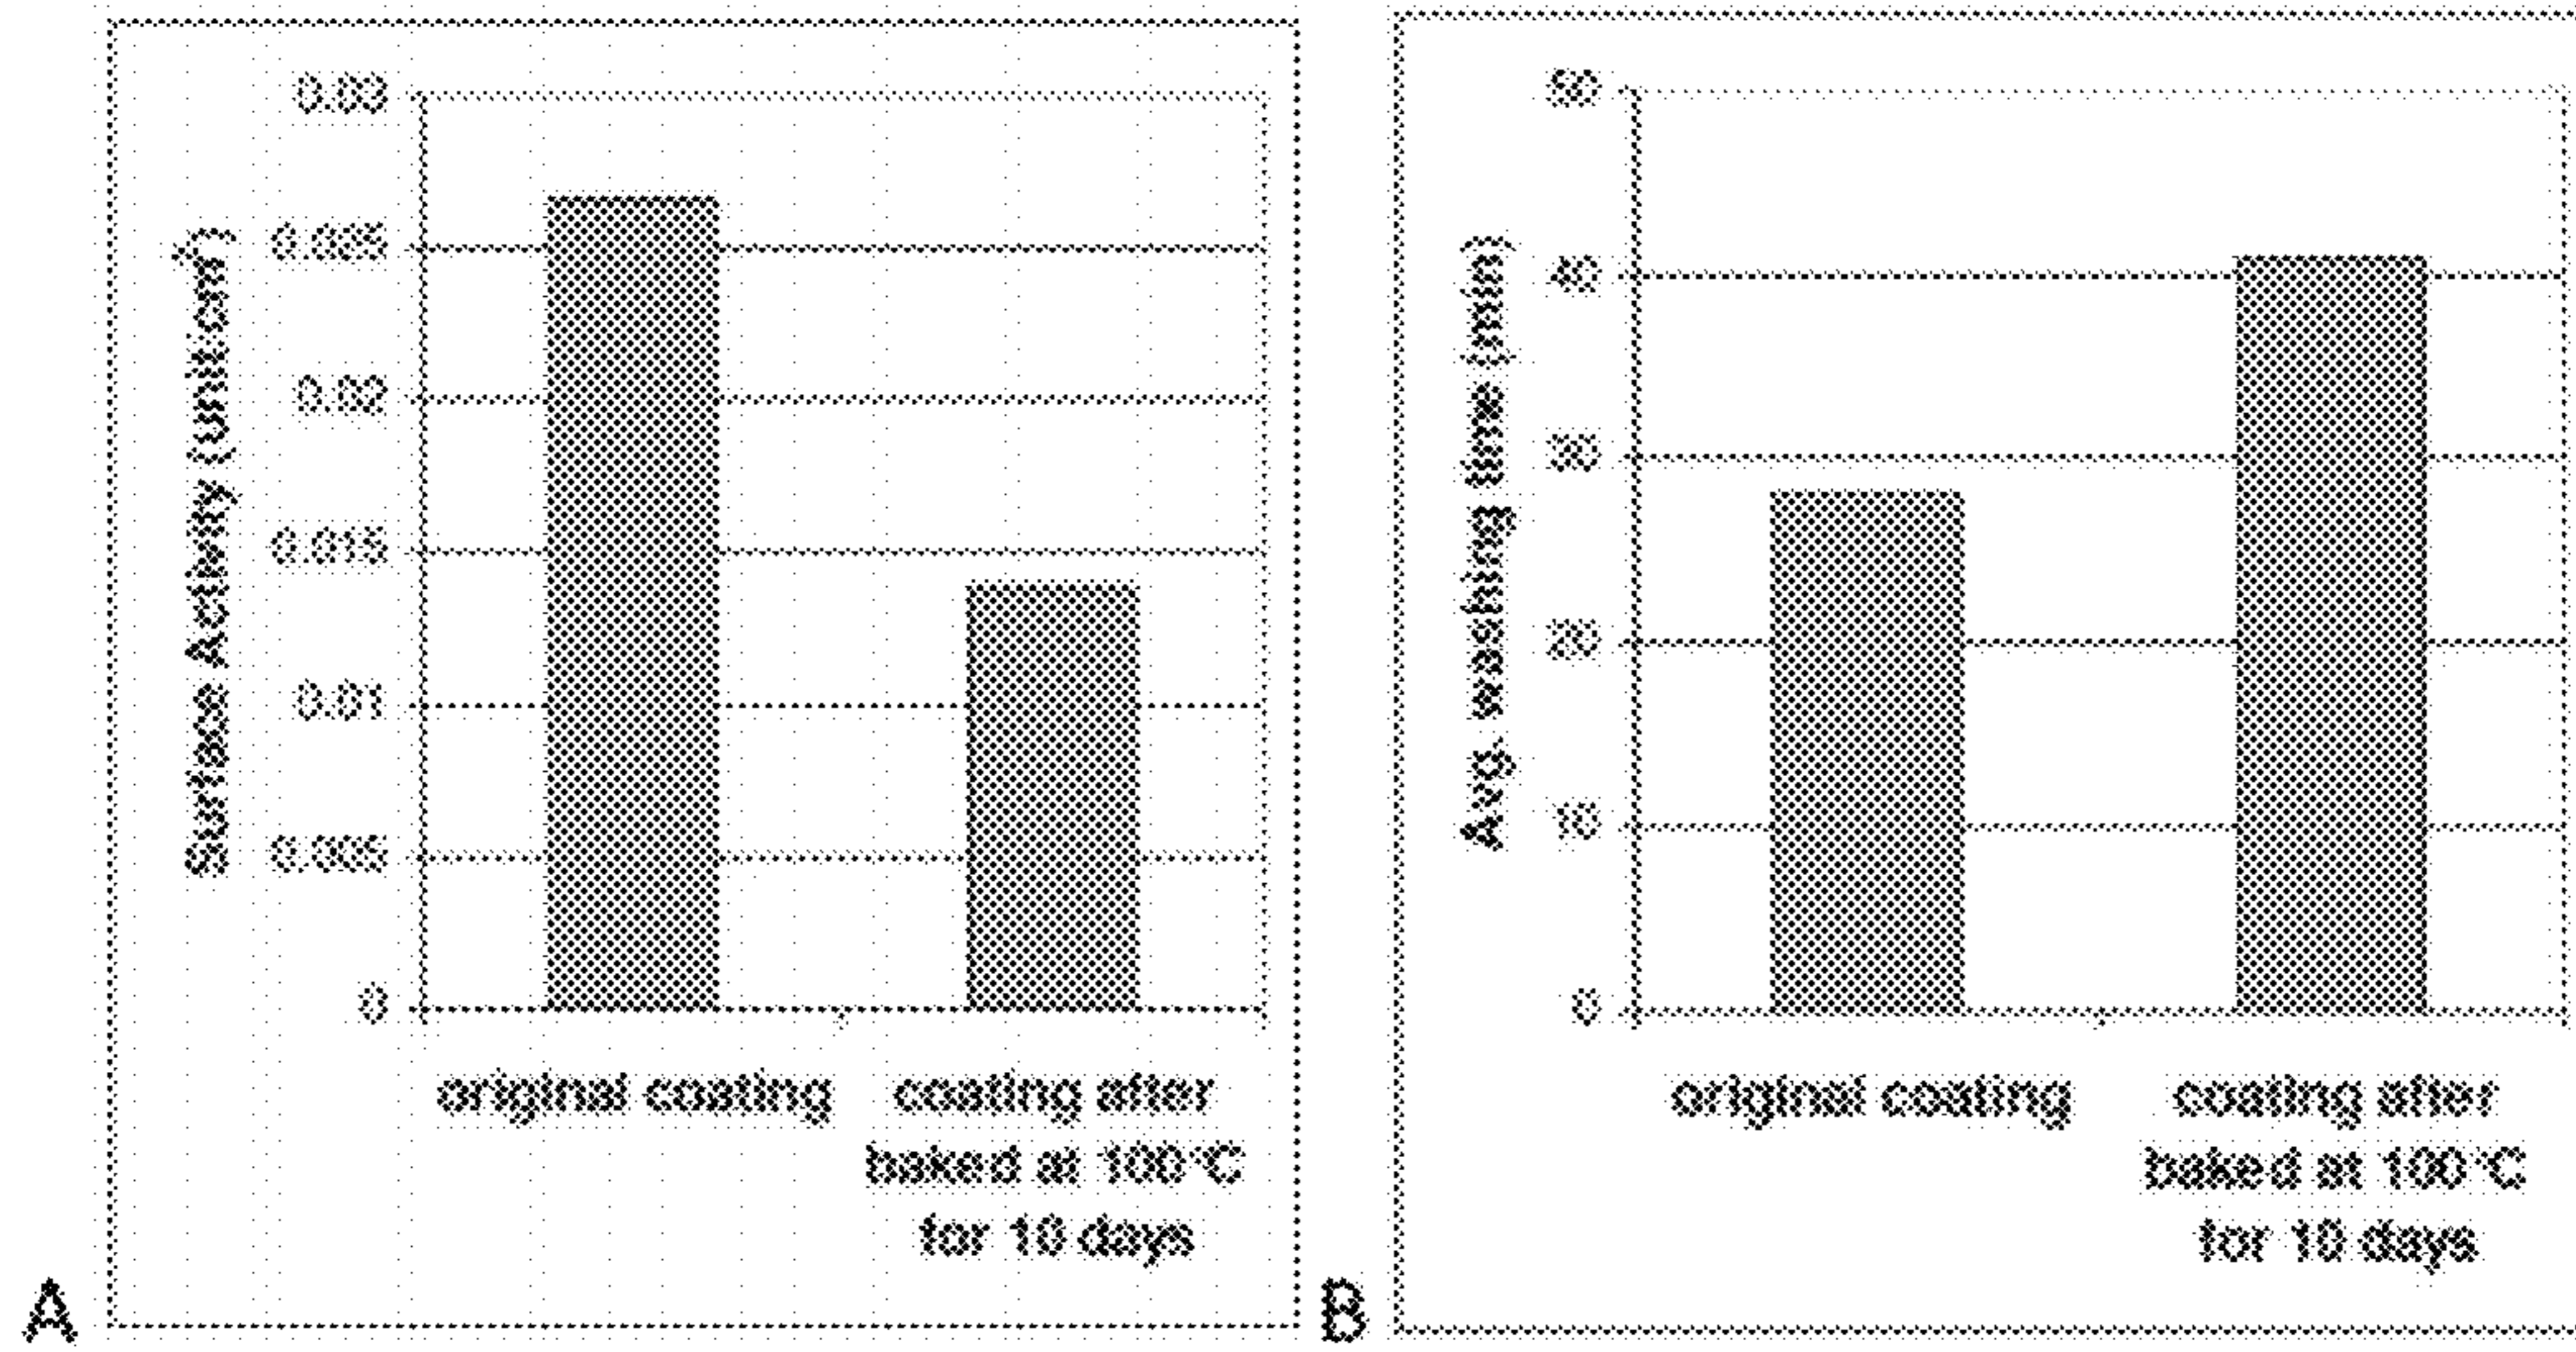 0.03
0.025
0.02
0.015
0.01
0.005
0
Surface Activity (unit/cm²)
original coating
coating after
baked at 100°C
for 10 days
A
50
40
30
20
10
0
Avg. washing time (min)
original coating
coating after
baked at 100°C
for 10 days
B